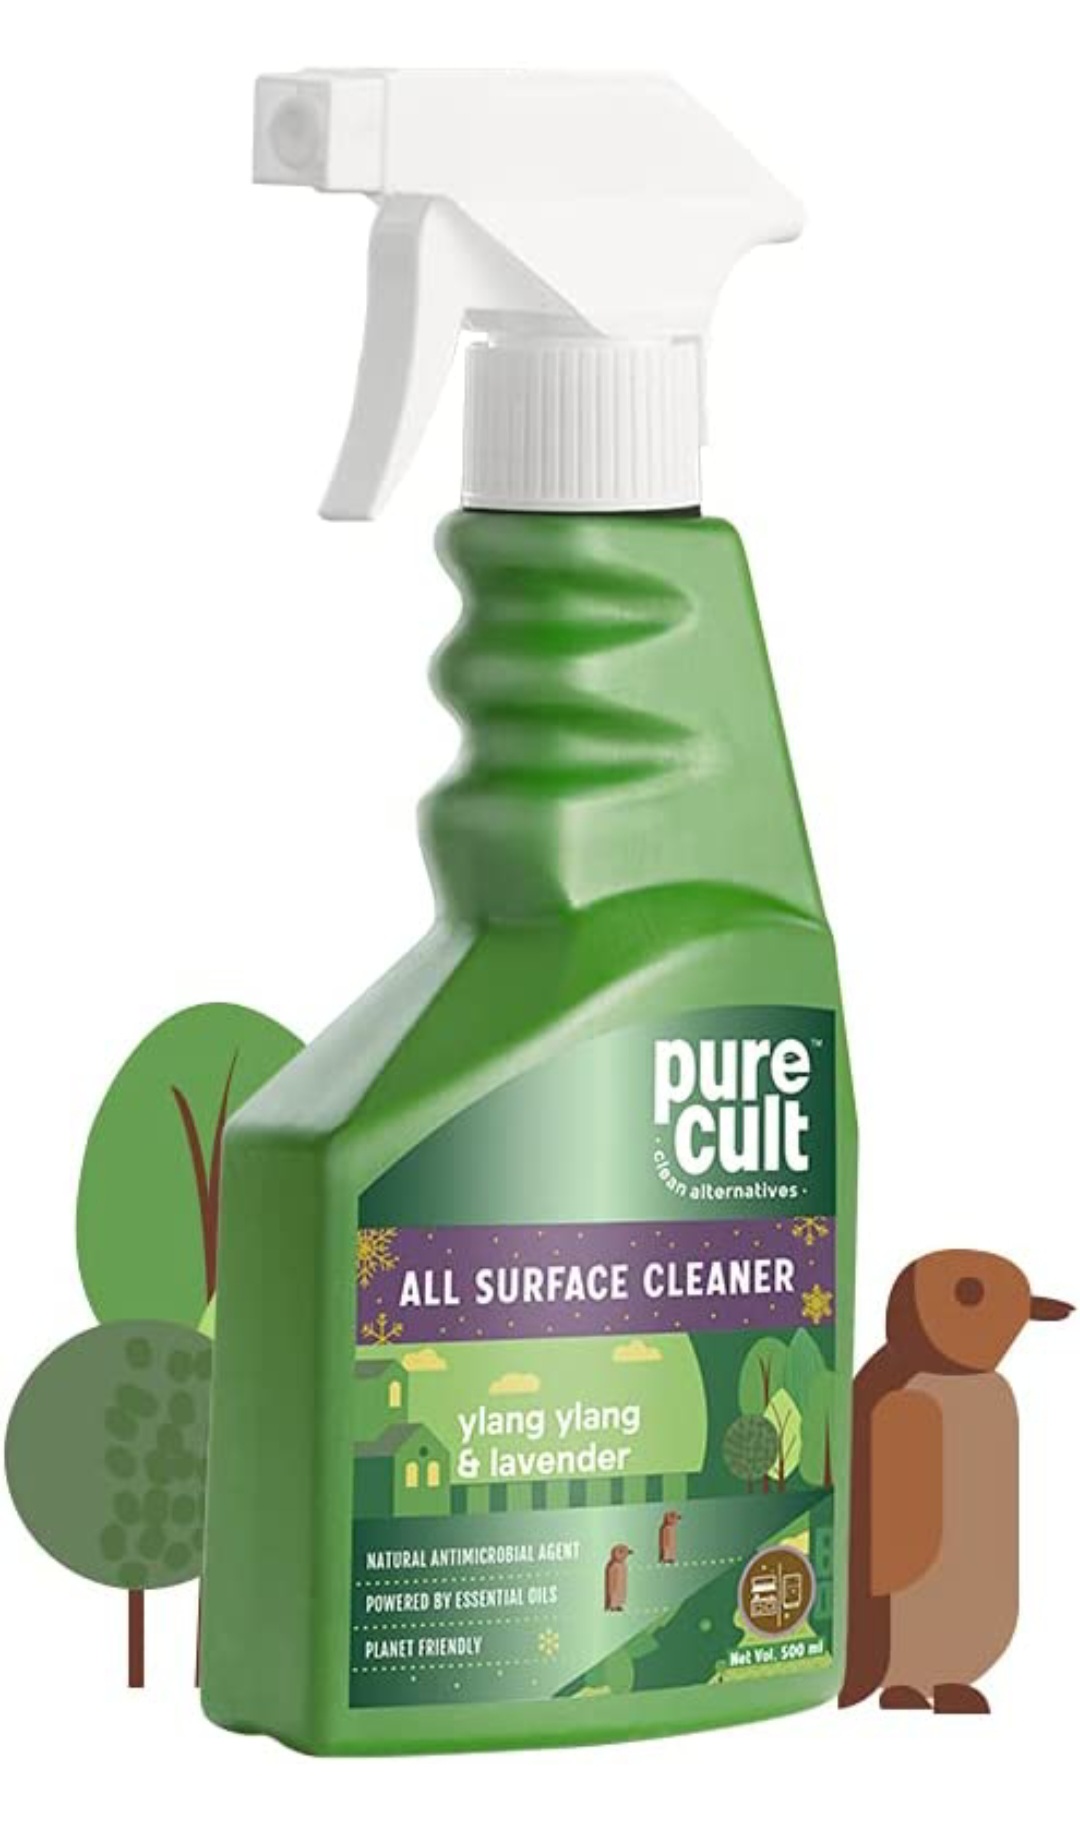 pure™
cult
· clean alternatives ·
ALL SURFACE CLEANER
ylang ylang
& lavender
NATURAL ANTIMICROBIAL AGENT
POWERED BY ESSENTIAL OILS
PLANET FRIENDLY
Net Vol. 500 ml